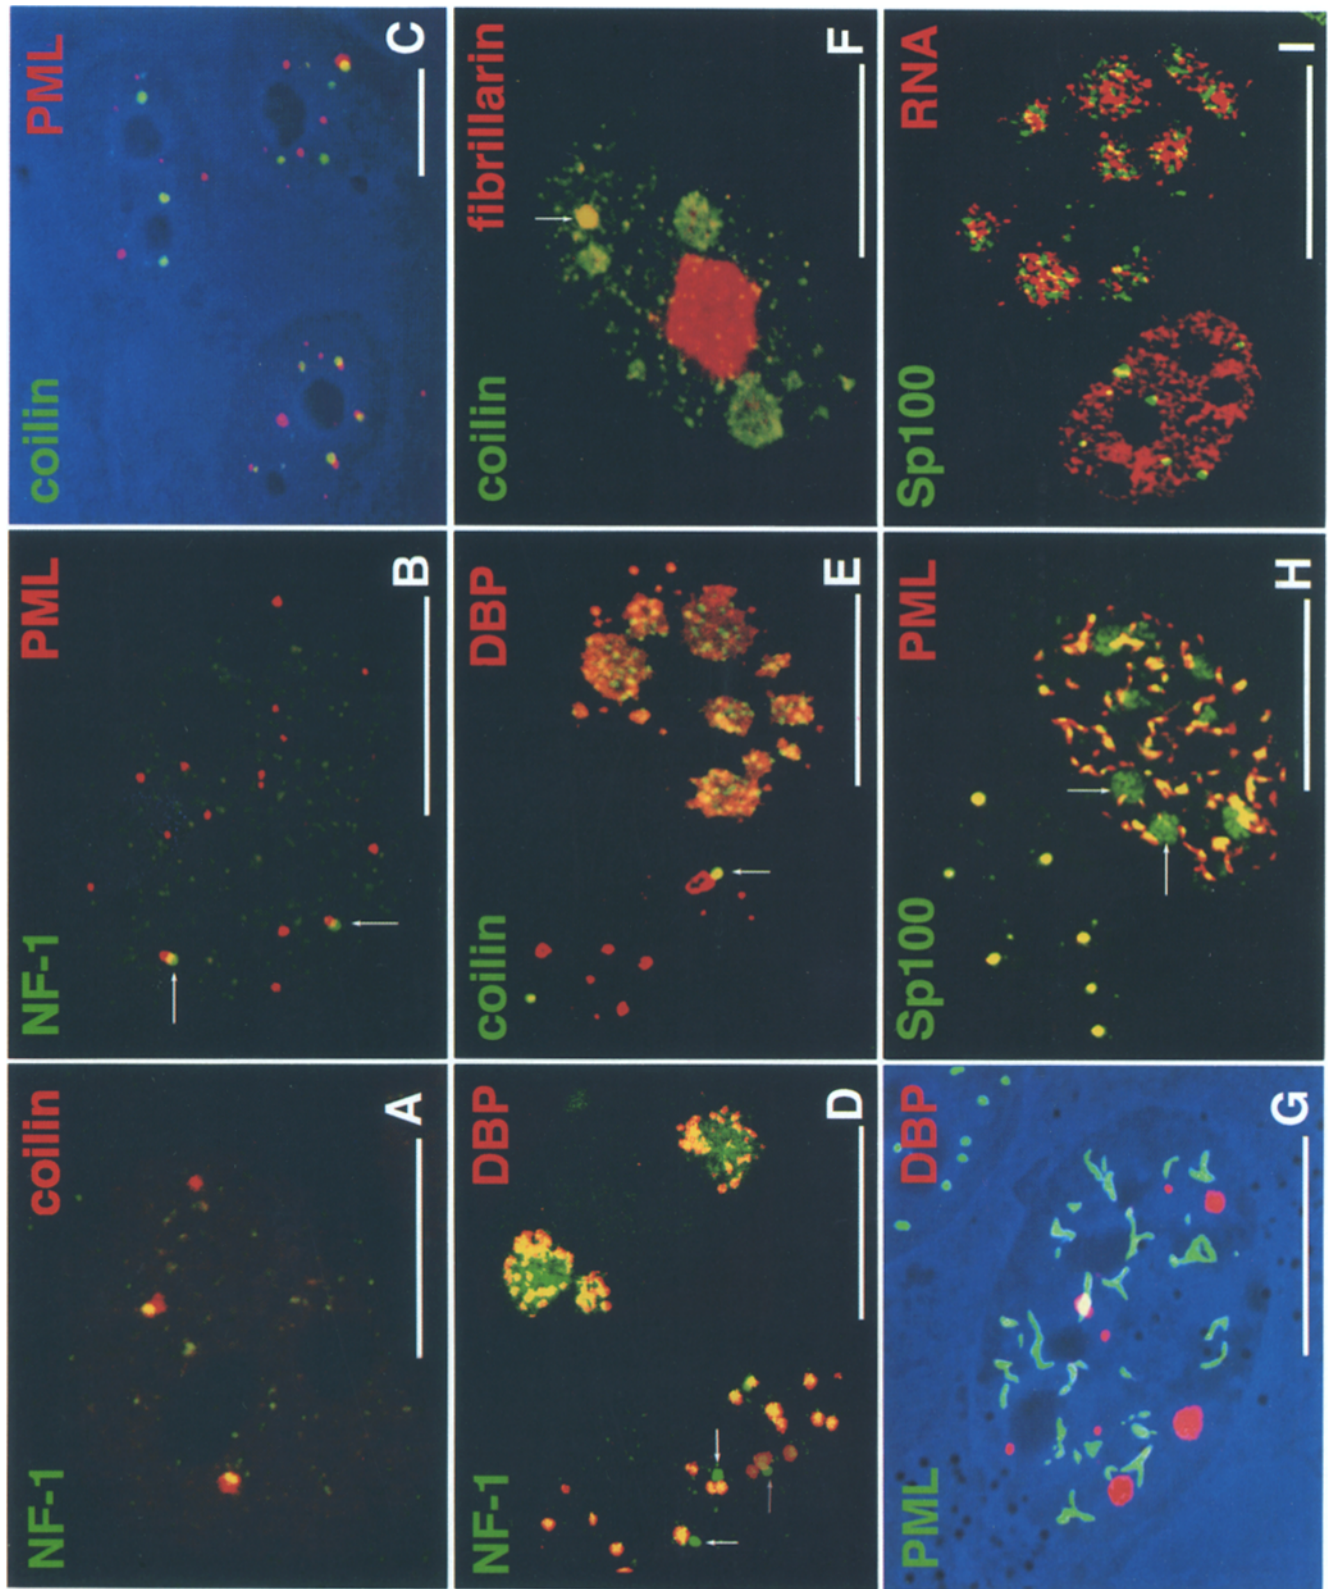 NF-1 coilin
A
NF-1 PML
B
coilin PML
C
NF-1 DBP
D
coilin DBP
E
coilin fibrillarin
F
PML DBP
G
Sp100 PML
H
Sp100 RNA
I